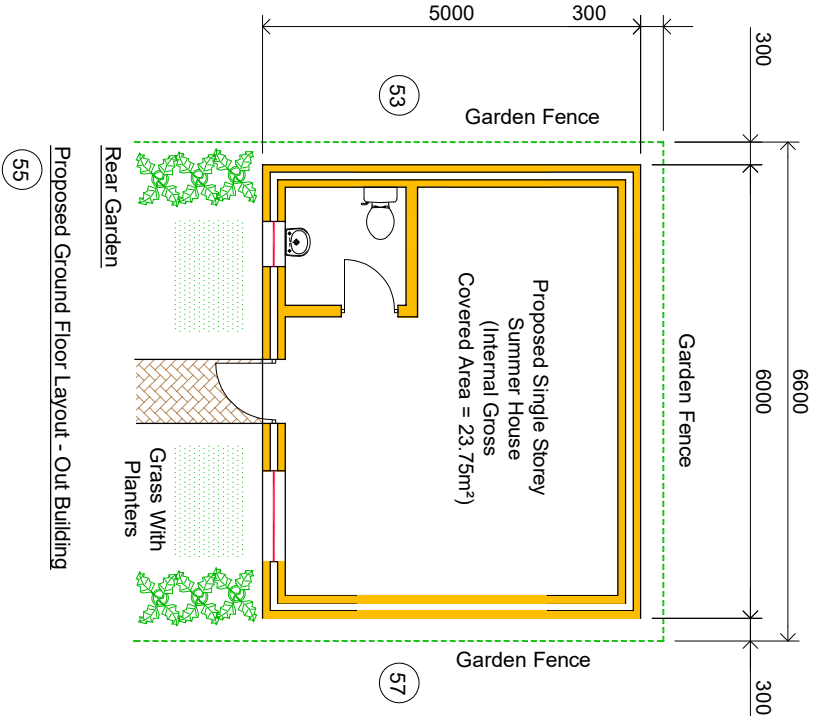 5000
300
300
6600
6000
300
53
Garden Fence
Garden Fence
Proposed Single Storey
Summer House
(Internal Gross
Covered Area = 23.75m²)
Garden Fence
57
Grass With
Planters
Rear Garden
Proposed Ground Floor Layout - Out Building
55